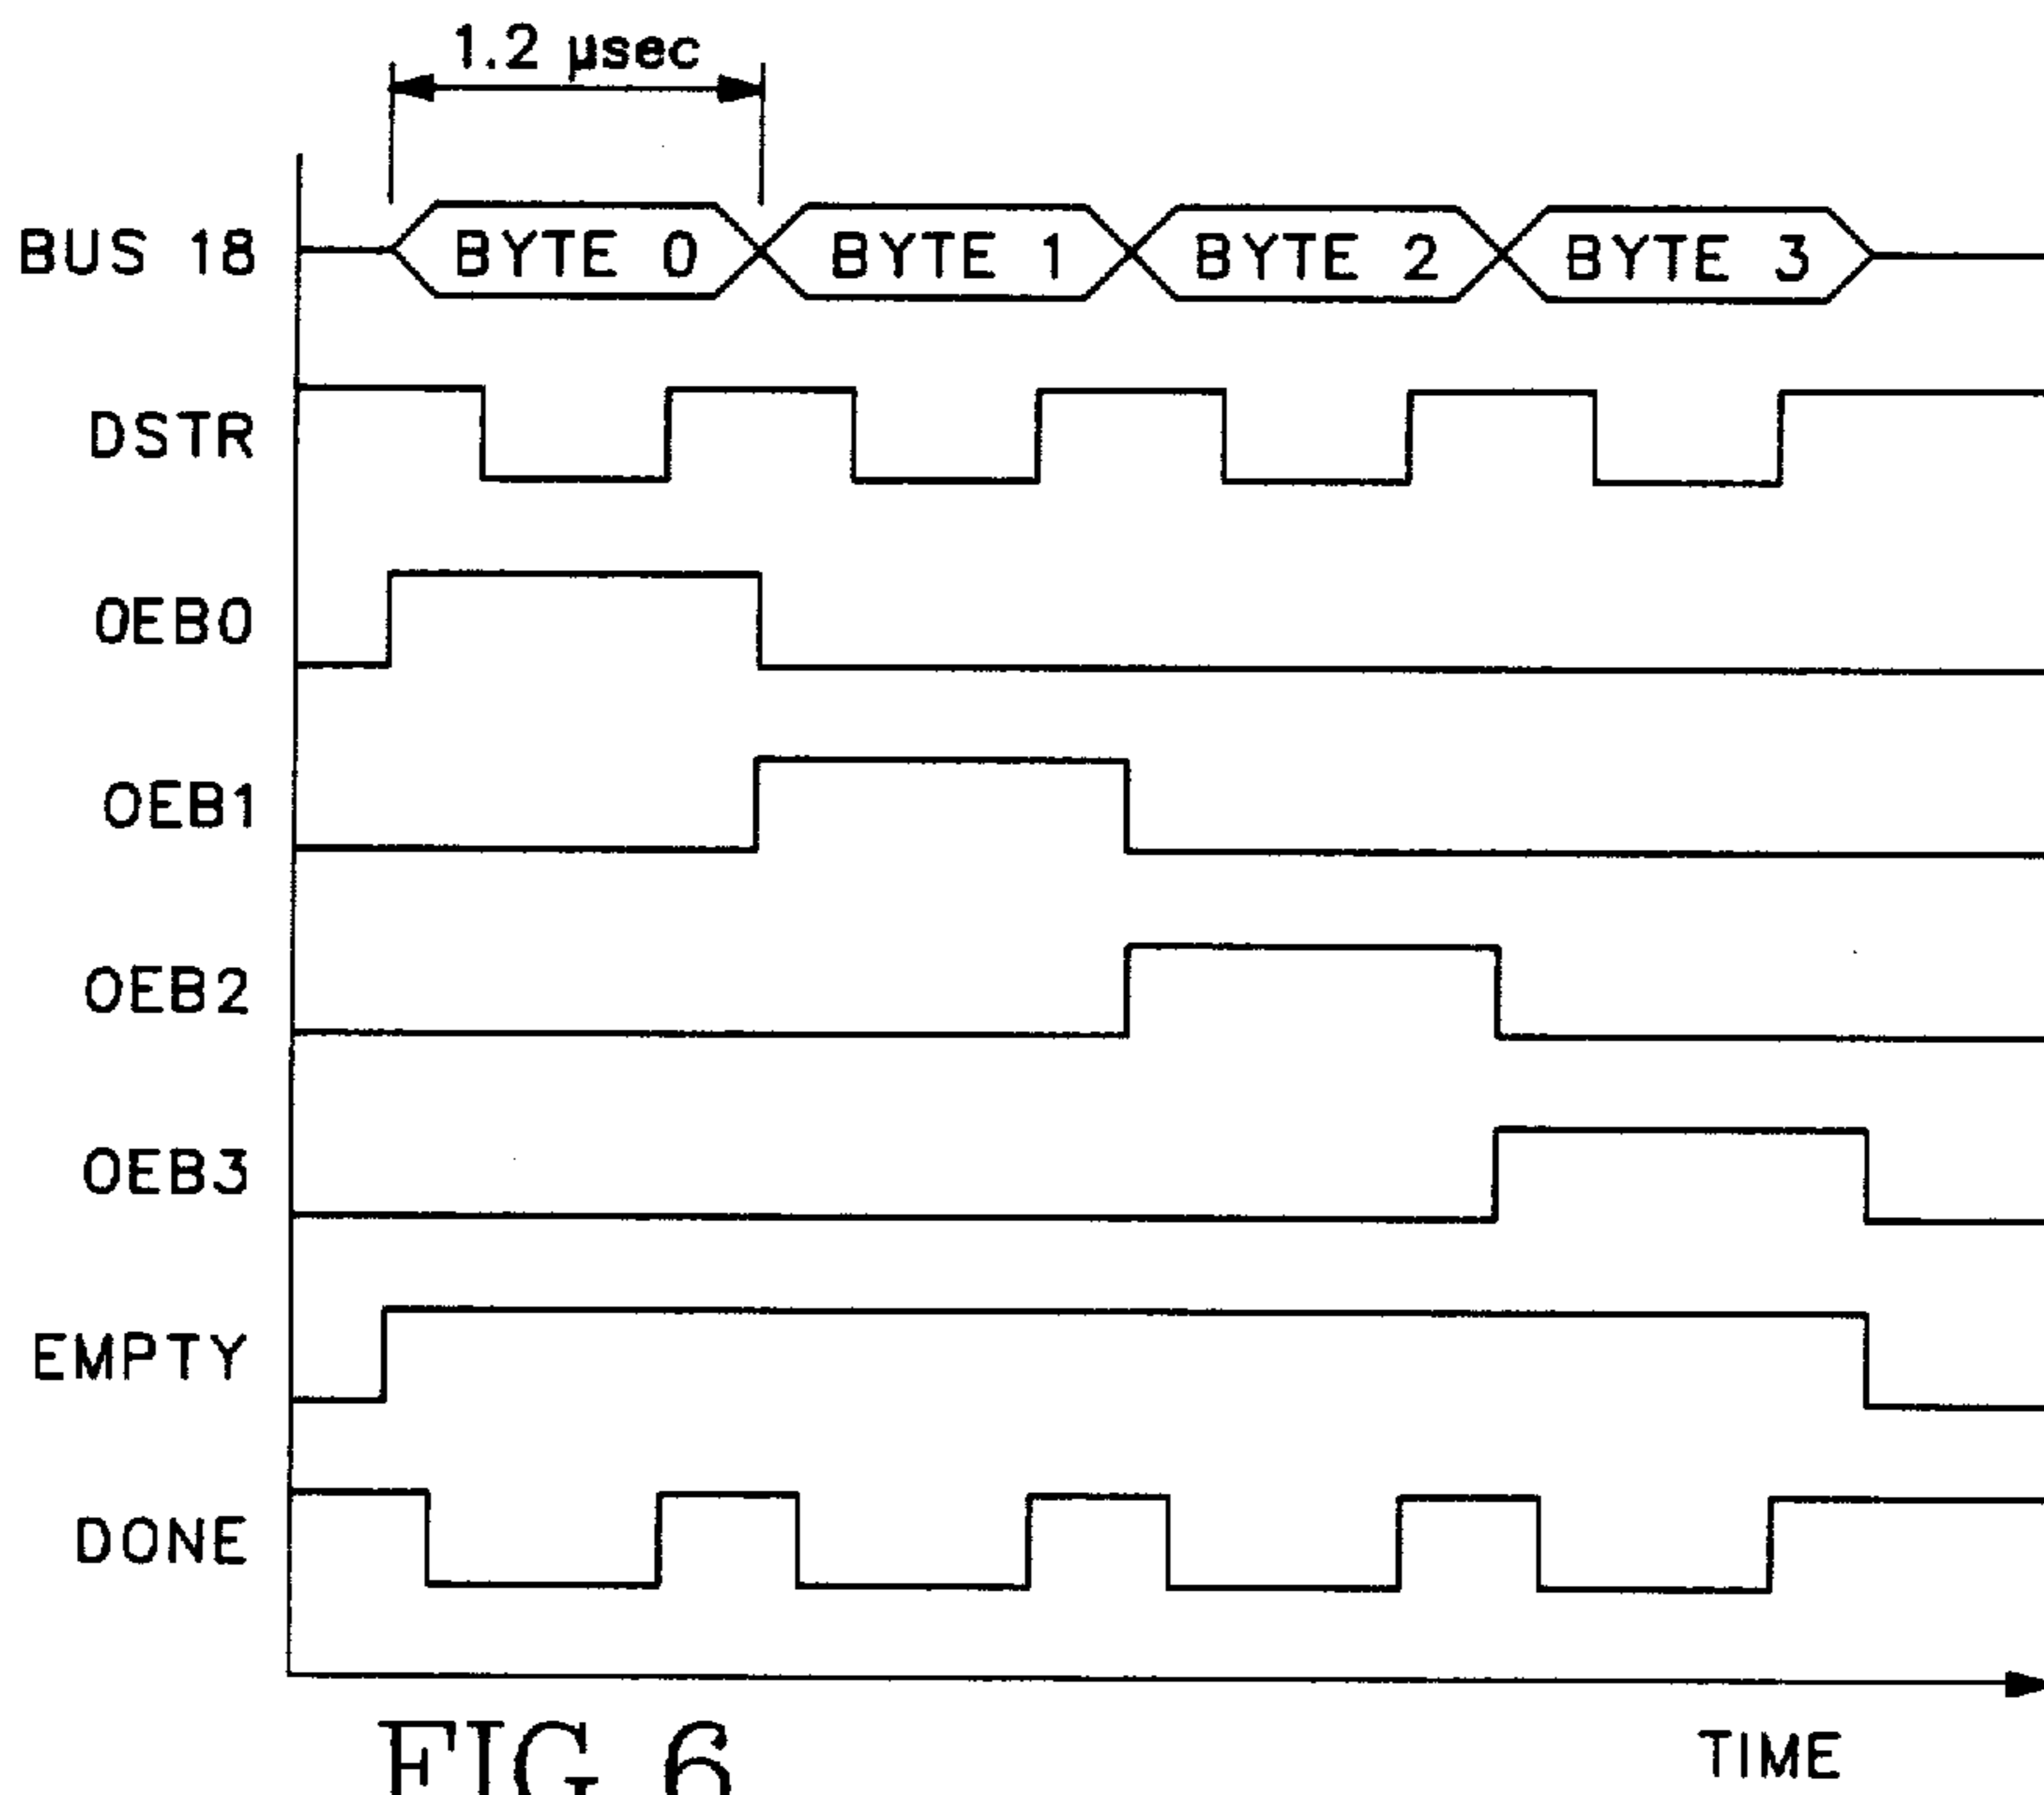 1.2 µsec
BUS 18
BYTE 0 BYTE 1 BYTE 2 BYTE 3
DSTR
OEB0
OEB1
OEB2
OEB3
EMPTY
DONE
TIME
FIG 6